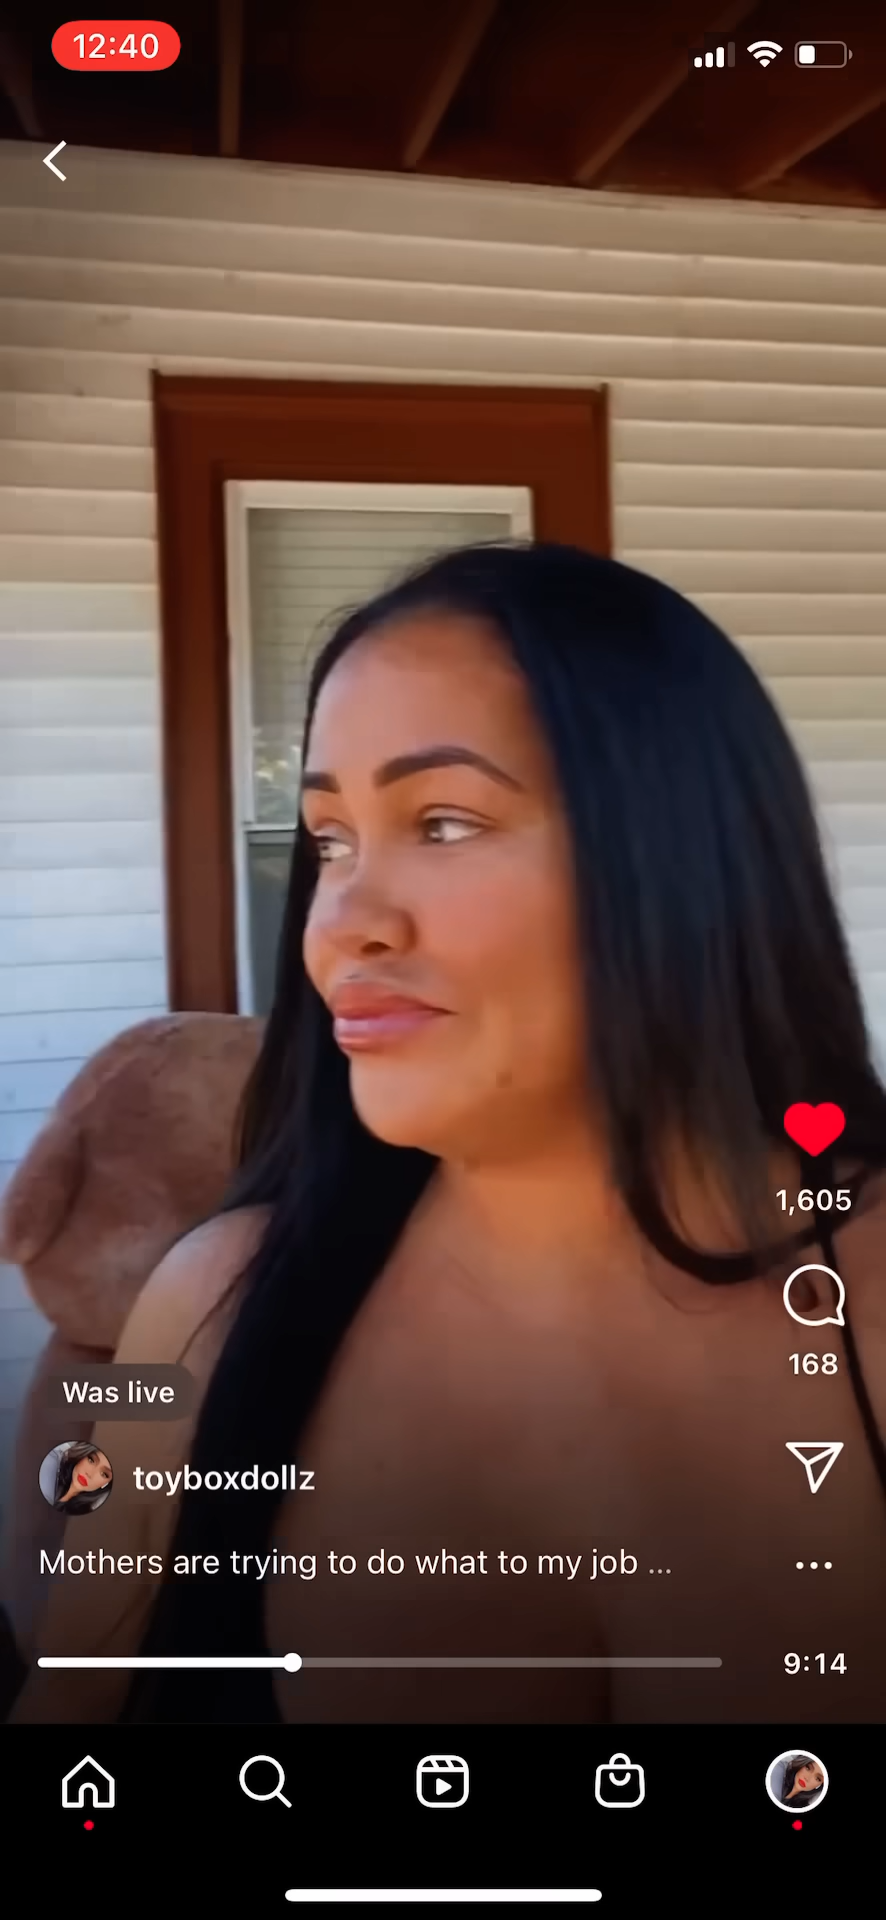 12:40
1,605
168
Was live
toyboxdollz
Mothers are trying to do what to my job ...
9:14